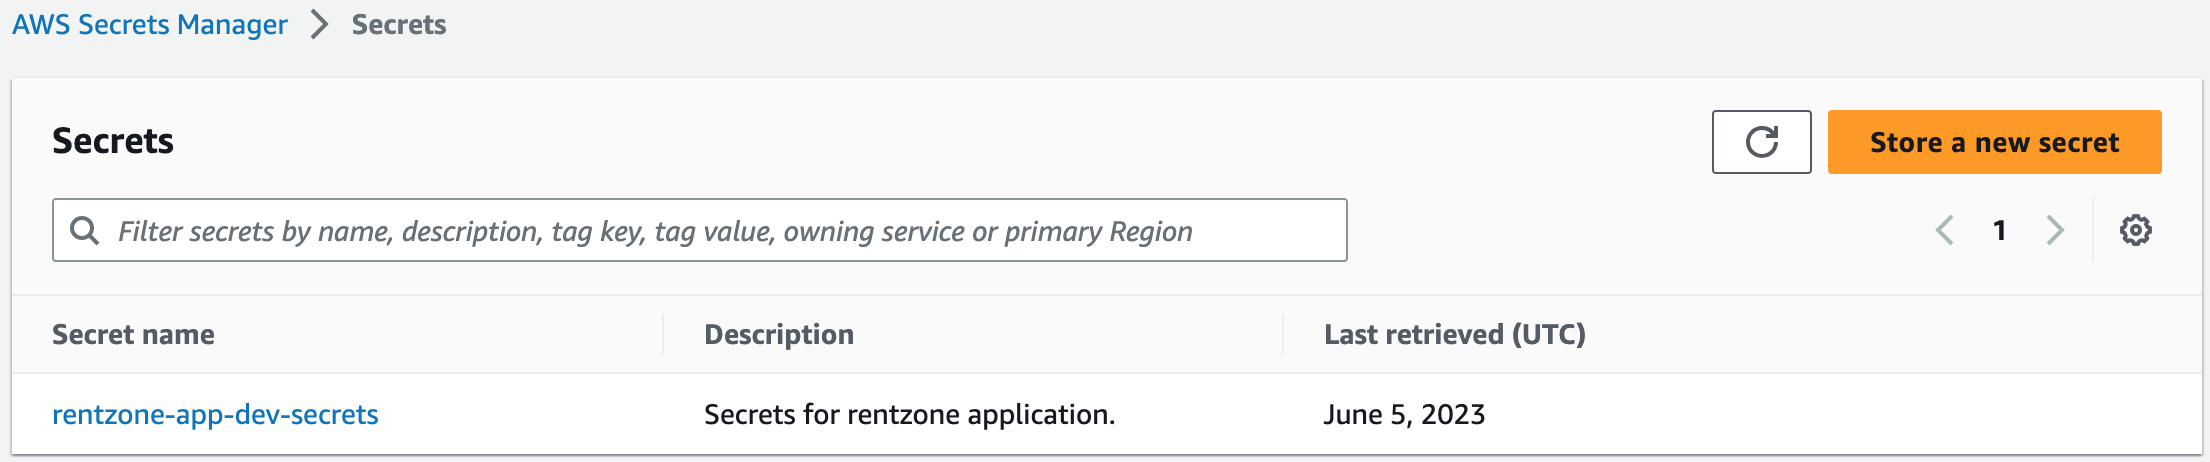 AWS Secrets Manager > Secrets
Secrets
Store a new secret
Filter secrets by name, description, tag key, tag value, owning service or primary Region
1
Secret name Description Last retrieved (UTC)
rentzone-app-dev-secrets Secrets for rentzone application. June 5, 2023